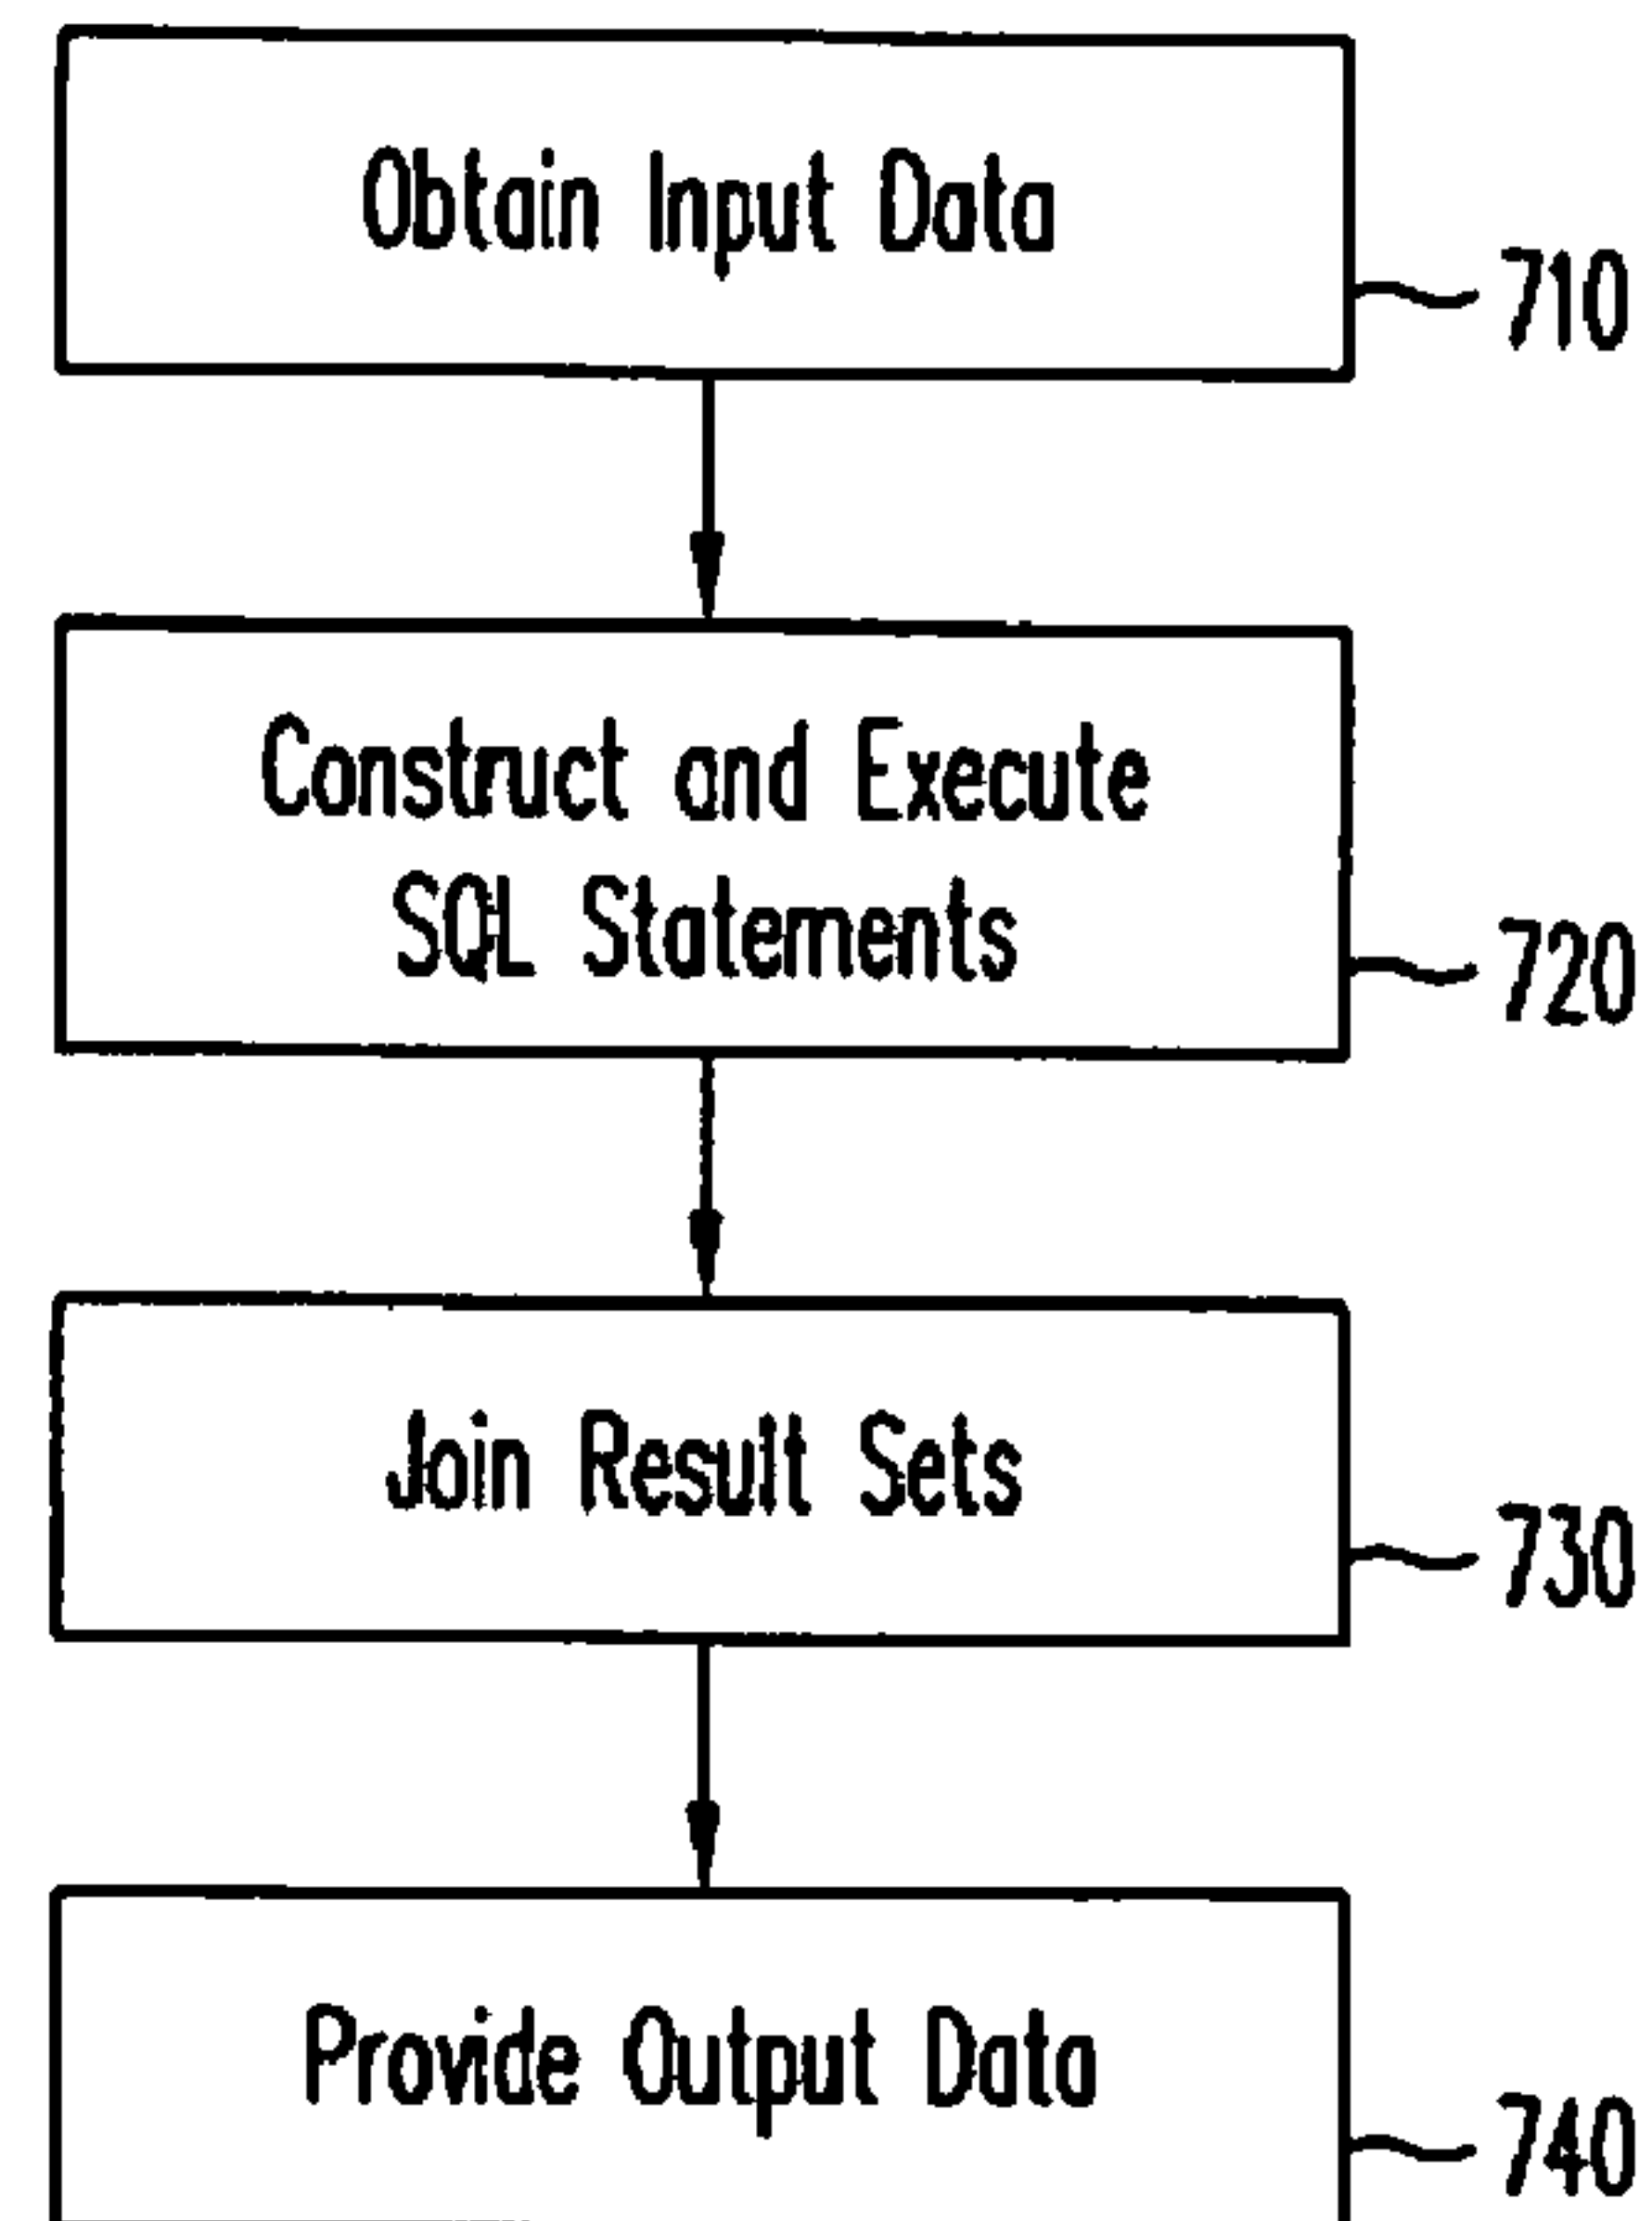 Obtain Input Data
710
Construct and Execute
SQL Statements
720
Join Result Sets
730
Provide Output Data
740